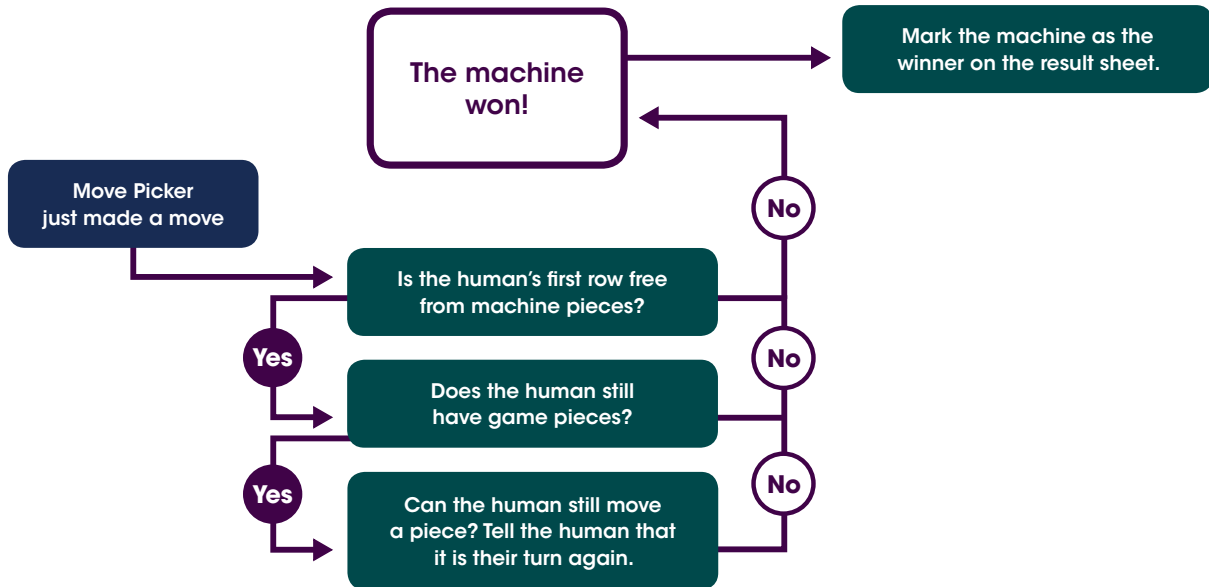 The machine
won!
Mark the machine as the
winner on the result sheet.
Move Picker
just made a move
No
Is the human’s first row free
from machine pieces?
Yes
No
Does the human still
have game pieces?
Yes
No
Can the human still move
a piece? Tell the human that
it is their turn again.